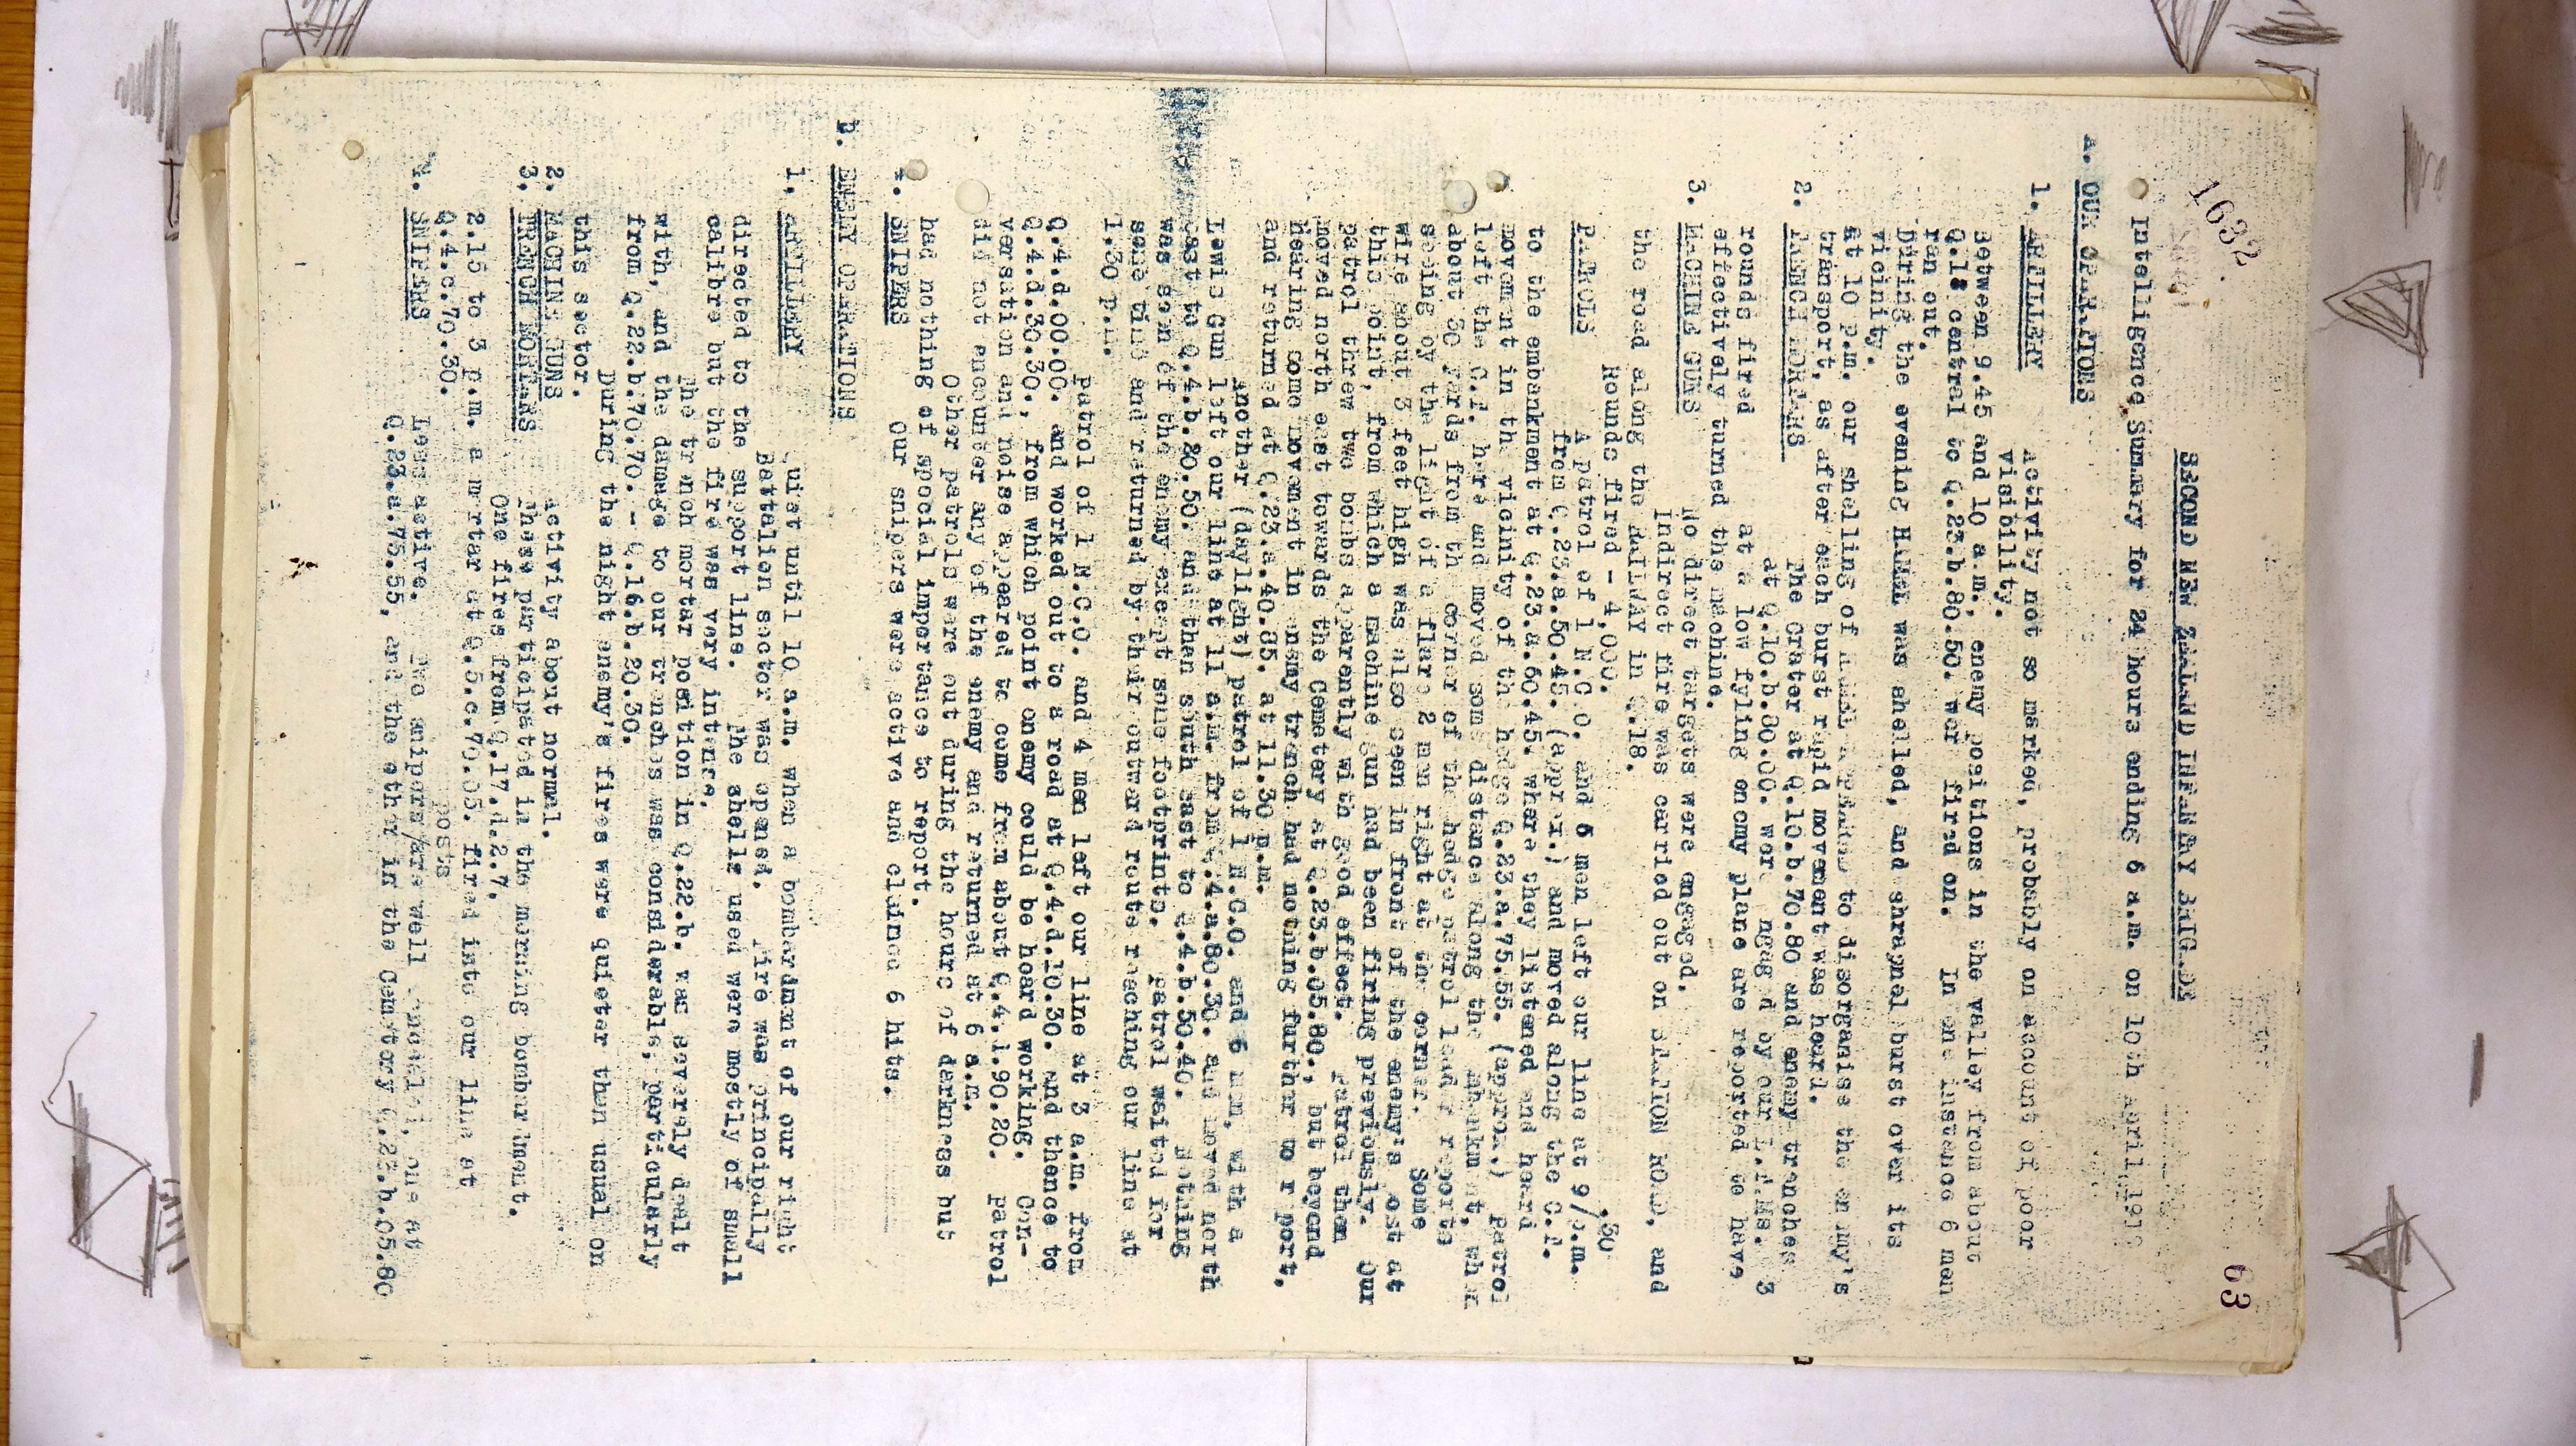 1632
63
SECOND NEW ZEALAND INFANTRY BRIGADE
Intelligence Summary for 24 hours ending 6 a.m. on 10th April 1918
A. OUR OPERATIONS
1. ARTILLERY
Activity not so marked, probably on account of poor
visibility.
Between 9.45 and 10 a.m., enemy positions in the valley from about
Q.18 central to Q.23.b.80.50. were fired on. In one instance 6 men
ran out.
During the evening HAMEL was shelled, and shrapnel burst over its
vicinity.
At 10 p.m. our shelling of appeared to disorganise the enemy's
transport, as after each burst rapid movement was heard.
2. TRENCH MORTARS
The Crater at Q.10.b.70.80 and enemy trenches
at Q.10.b.80.00. were engaged by our L.T.Ms. 3
rounds fired at a low fyling enemy plane are reported to have
effectively turned the machine.
3. MACHINE GUNS
No direct targets were engaged.
Indirect fire was carried out on STATION ROAD, and
the road along the RAILWAY in Q.18.
Rounds fired - 4,000.
PATROLS
.30
A patrol of 1 N.C.O. and 6 men left our line at 9/p.m.
from Q.23.a.50.45. (approx.) and moved along the C.T.
to the embankment at Q.23.a.60.45. where they listened and heard
movement in the vicinity of the hedge Q.23.a.75.55. (approx.) Patrol
left the C.T. here and moved some distance along the embankment, when
about 30 yards from the corner of the hedge patrol leader reports
seeing by the light of a flare 2 men right at the corner. Some
wire about 3 feet high was also seen in front of the enemy's post at
this point, from which a machine gun had been firing previously. Our
patrol threw two bombs apparently with good effect. Patrol then
moved north east towards the Cemetery at Q.23.b.05.80., but beyond
hearing some movement in enemy trench had nothing further to report,
and returned at Q.23.a.40.85. at 11.30 p.m.
Another (daylight) patrol of 1 N.C.O. and 6 men, with a
Lewis Gun left our line at 11 a.m. from Q.4.a.80.30. and moved north
east to Q.4.b.20.50. and then south east to Q.4.b.50.40. Nothing
was seen of the enemy except some footprints. Patrol waited for
some time and returned by their outward route reaching our line at
1.30 p.m.
Patrol of 1 N.C.O. and 4 men left our line at 3 a.m. from
Q.4.d.00.00. and worked out to a road at Q.4.d.10.30. and thence to
Q.4.d.30.30., from which point enemy could be heard working. Con-
versation and noise appeared to come from about Q.4.d.90.20. Patrol
did not encounter any of the enemy and returned at 6 a.m.
Other patrols were out during the hours of darkness but
had nothing of special importance to report.
4. SNIPERS
Our snipers were active and claimed 6 hits.
B. ENEMY OPERATIONS
1. ARTILLERY
Quiet until 10 a.m. when a bombardment of our right
Battalion sector was opened. Fire was principally
directed to the support line. The shells used were mostly of small
calibre but the fire was very intense.
The trench mortar position in Q.22.b. was severely dealt
with, and the damage to our trenches was considerable, particularly
from Q.22.b.70.70. - Q.16.b.20.30.
During the night enemy's fires were quieter than usual on
this sector.
2. MACHINE GUNS
Activity about normal.
3. TRENCH MORTARS
These participated in the morning bombardment.
One fires from Q.17.d.2.7.
2.15 to 3 p.m. a mortar at Q.5.c.70.05. fired into our line at
Q.4.c.70.30.
4. SNIPERS
posts
Less active. Two snipers/are well concealed, one at
Q.23.a.75.55, and the other in the Cemetery Q.23.b.05.80